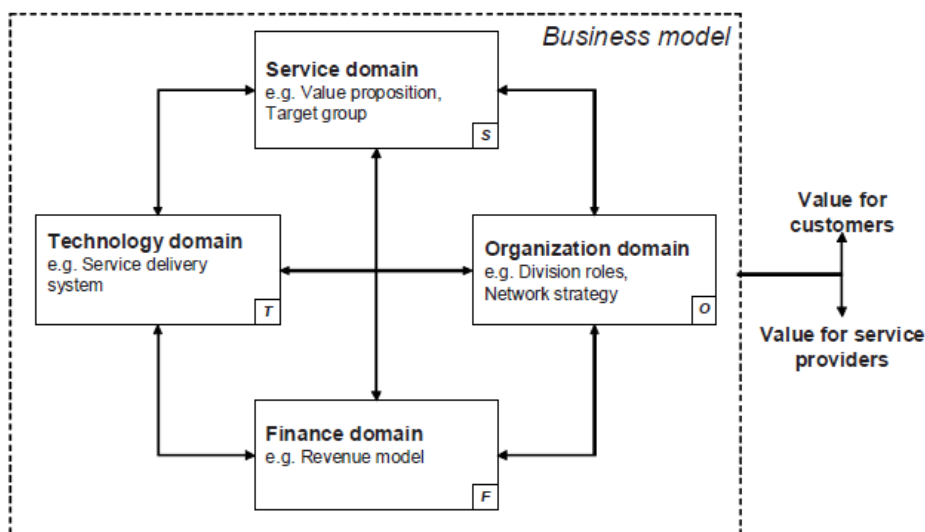 Business model
Service domain
e.g. Value proposition,
Target group
S
Technology domain
e.g. Service delivery
system
T
Organization domain
e.g. Division roles,
Network strategy
O
Value for
customers
Value for service
providers
Finance domain
e.g. Revenue model
F